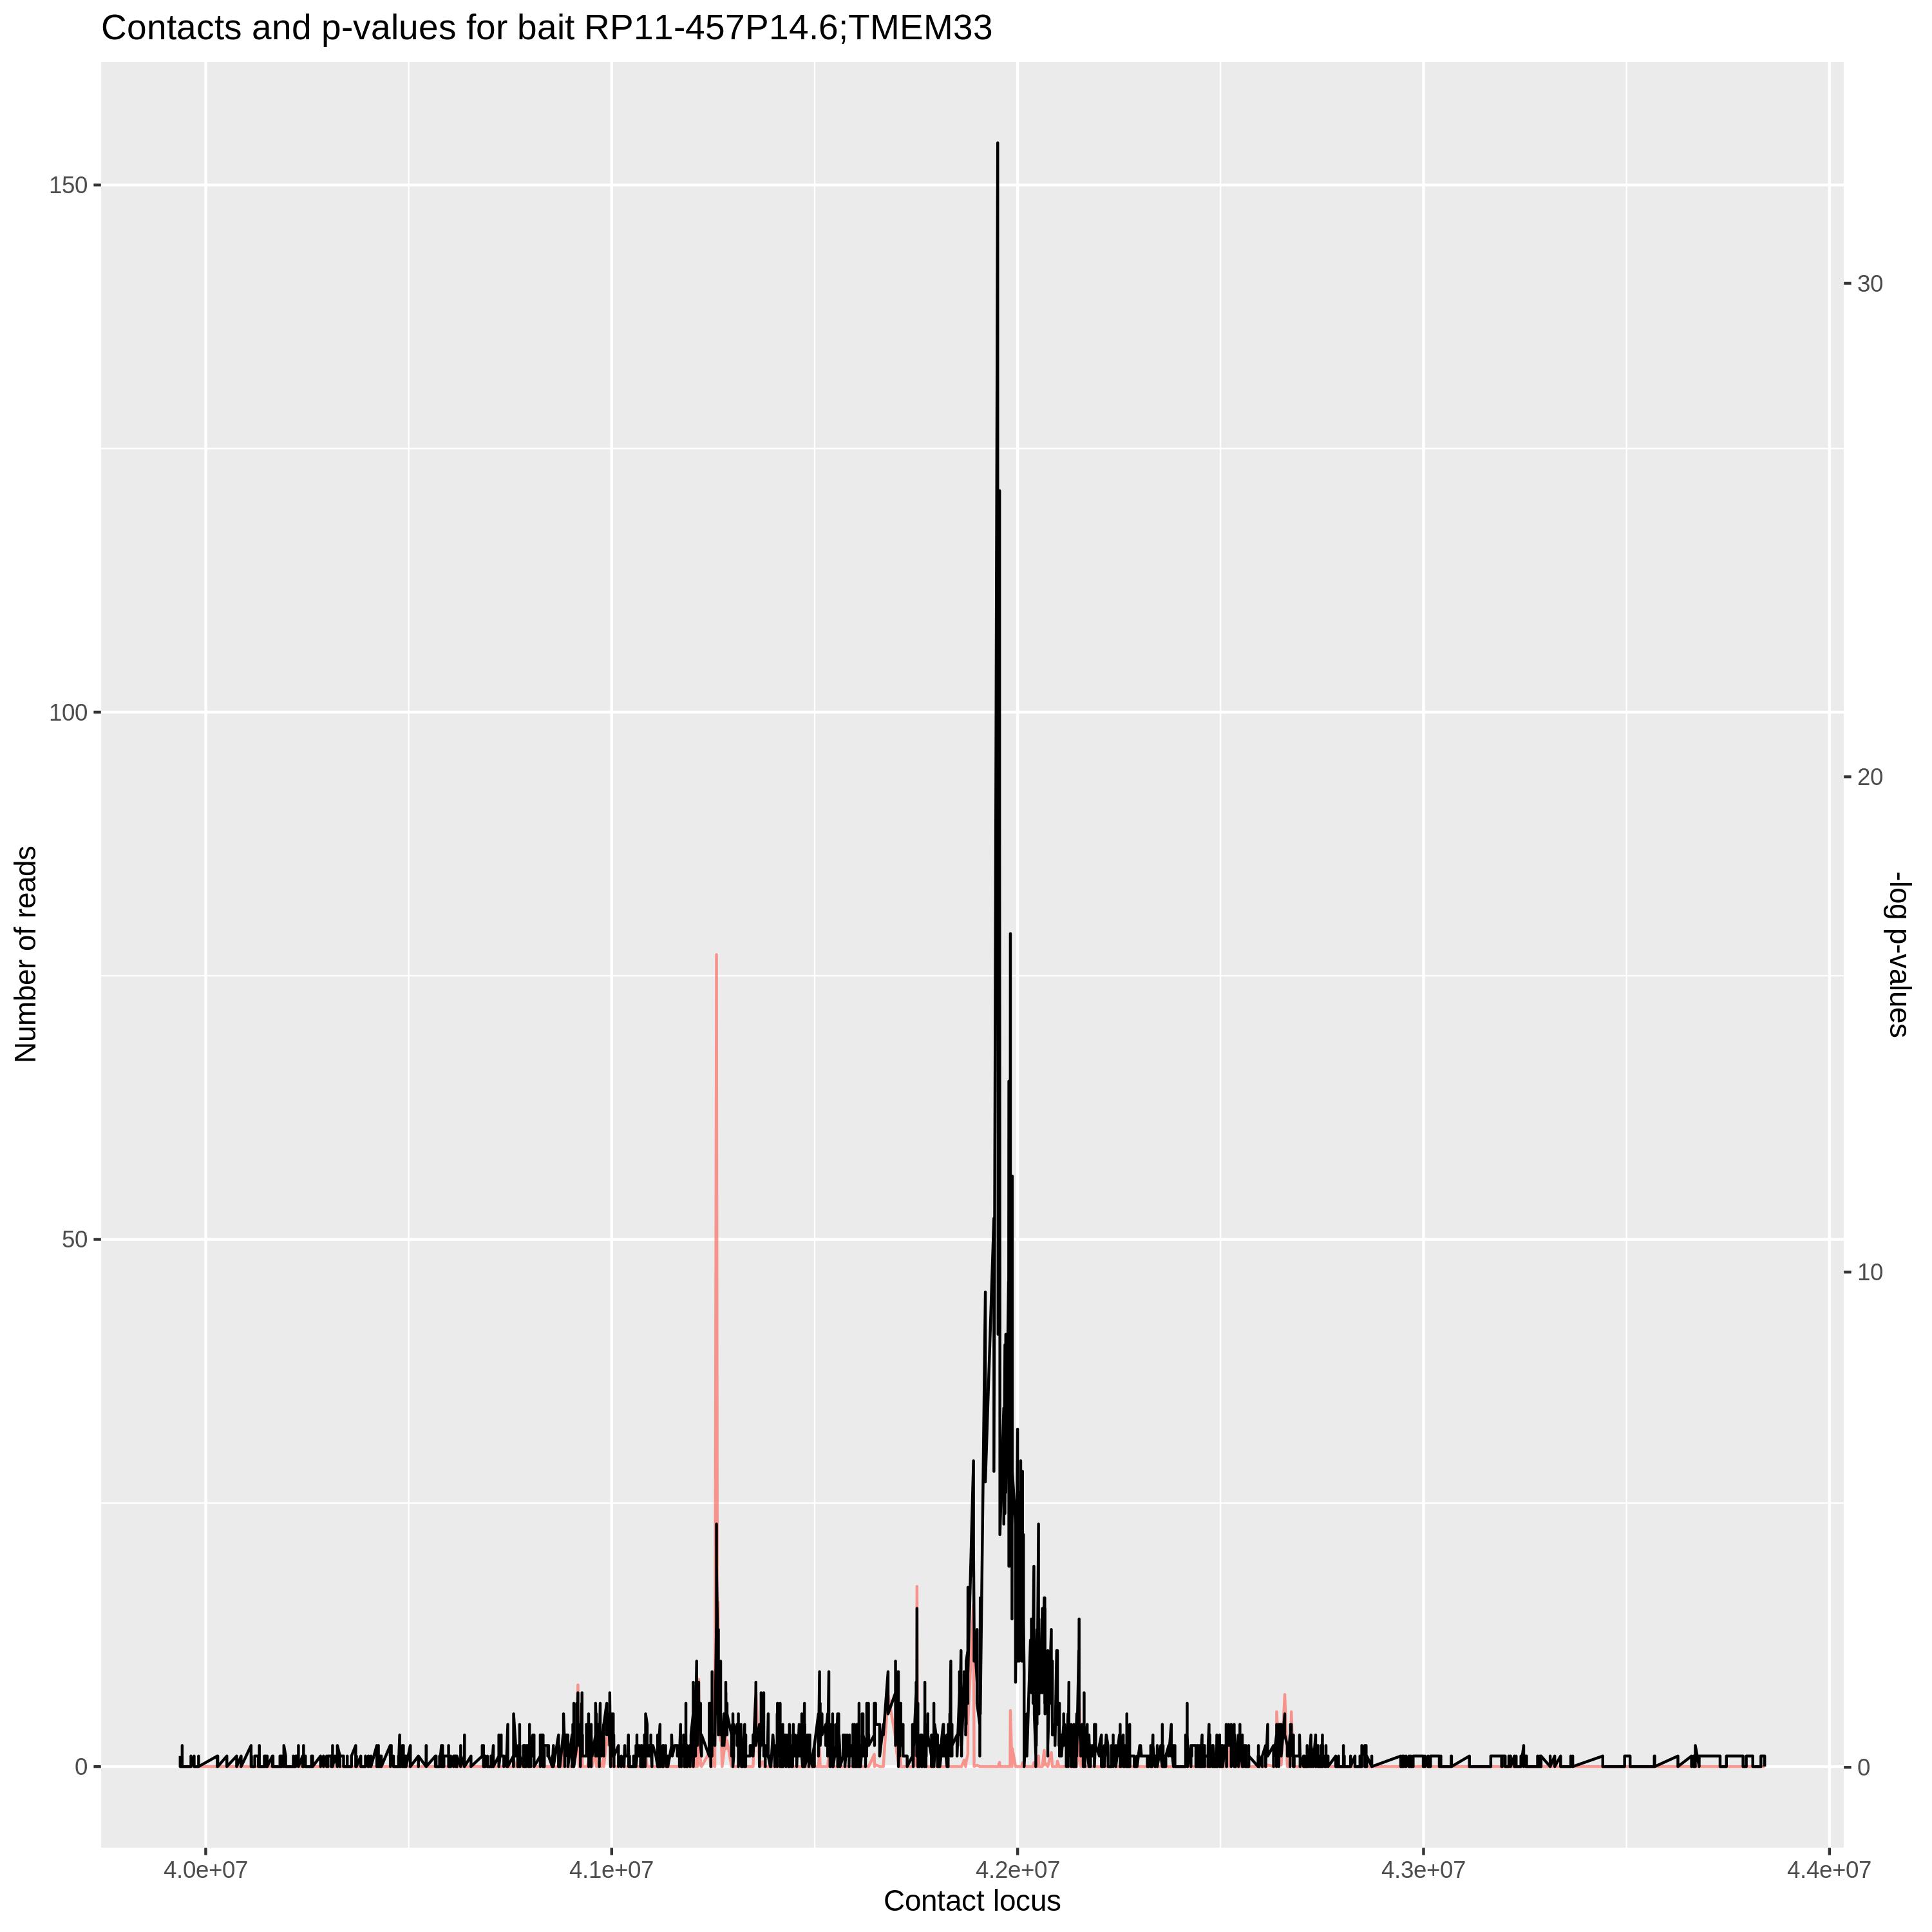 Contacts and p-values for bait RP11-457P14.6;TMEM33
150
100
50
0
Number of reads
30
20
10
0
-log p-values
4.0e+07 4.1e+07 4.2e+07 4.3e+07 4.4e+07
Contact locus